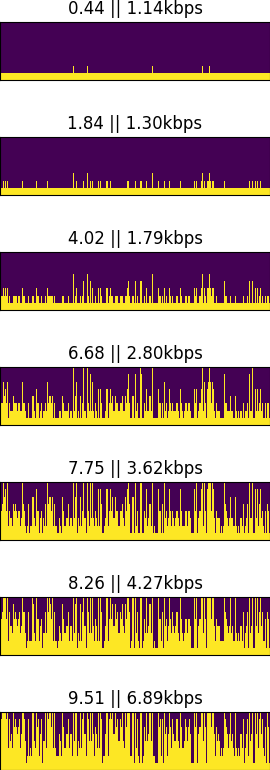 0.44 || 1.14kbps
1.84 || 1.30kbps
4.02 || 1.79kbps
6.68 || 2.80kbps
7.75 || 3.62kbps
8.26 || 4.27kbps
9.51 || 6.89kbps